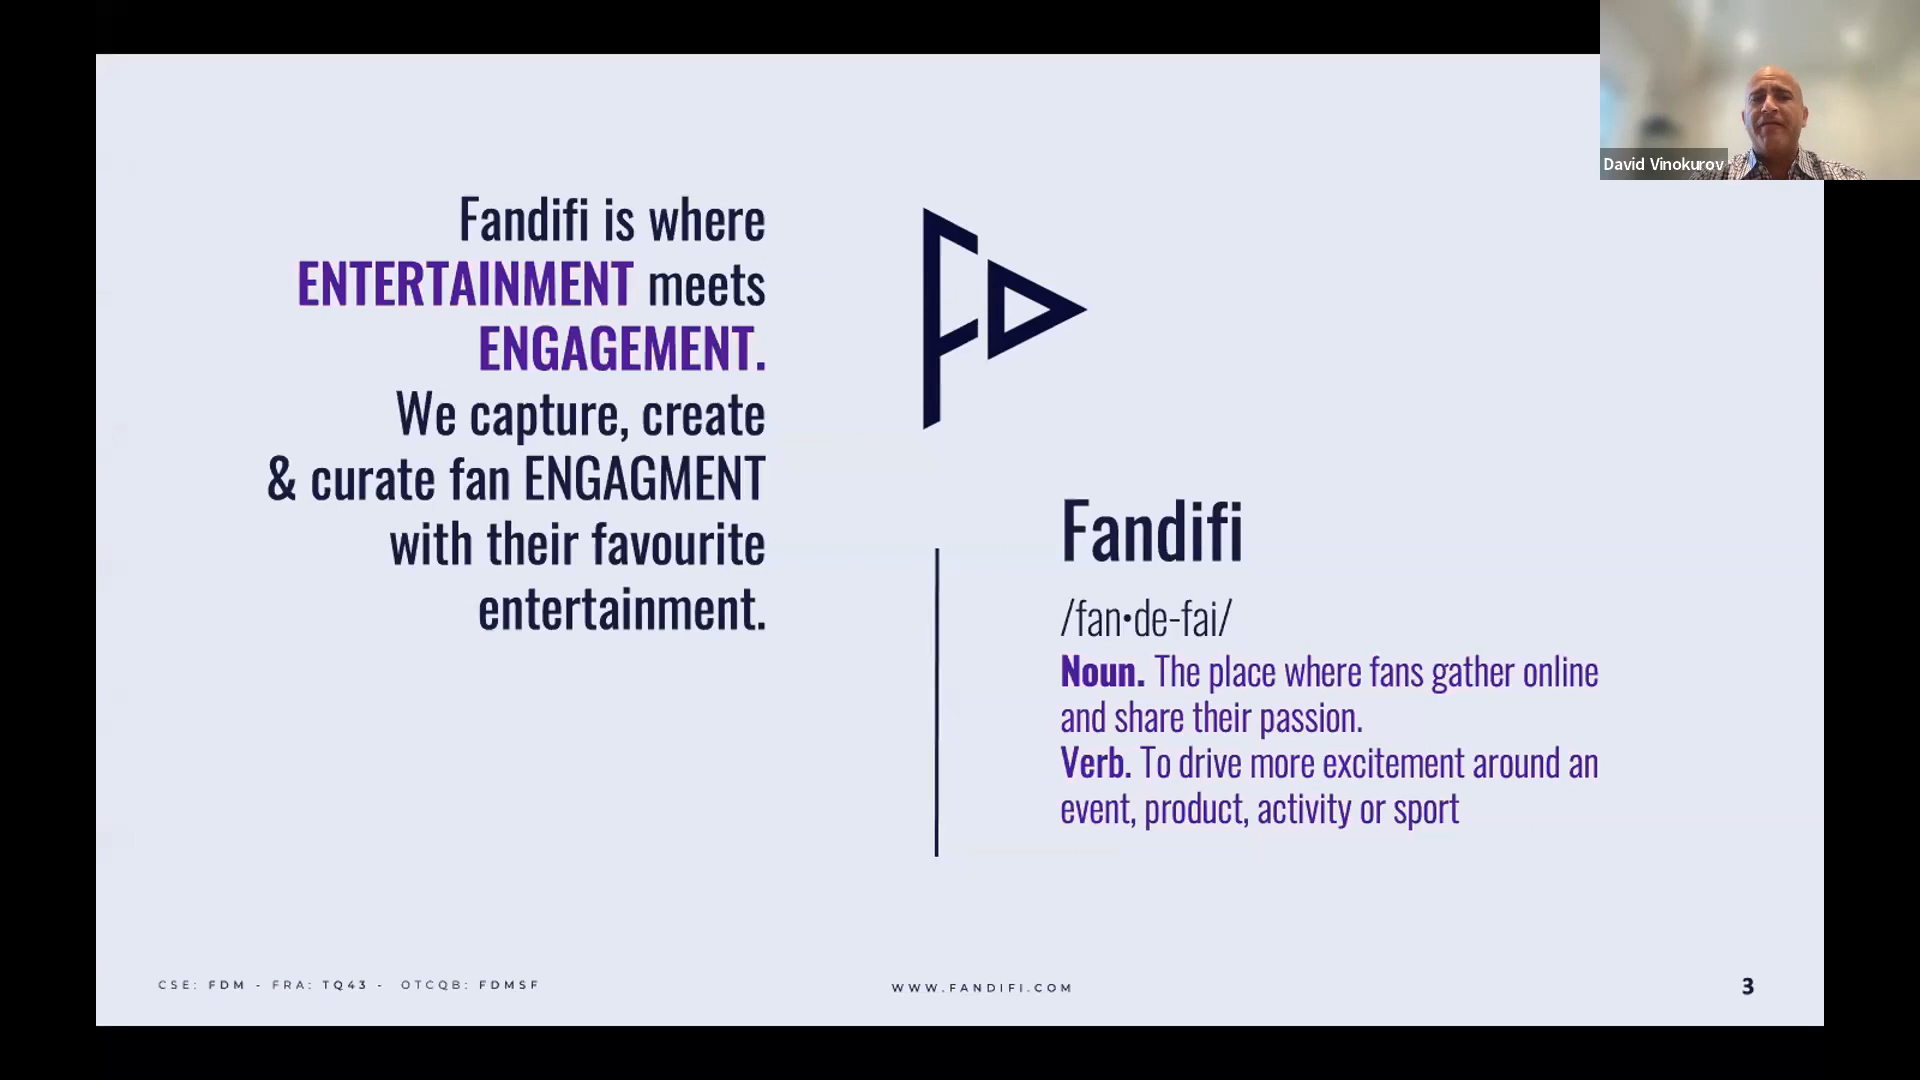 David Vinokurov
Fandifi is where
ENTERTAINMENT meets
ENGAGEMENT.
We capture, create
& curate fan ENGAGMENT
with their favourite
entertainment.
Fandifi
/fan•de-fai/
Noun. The place where fans gather online
and share their passion.
Verb. To drive more excitement around an
event, product, activity or sport
CSE: FDM - FRA: TQ43 - OTCQB: FDMSF
WWW.FANDIFI.COM
3